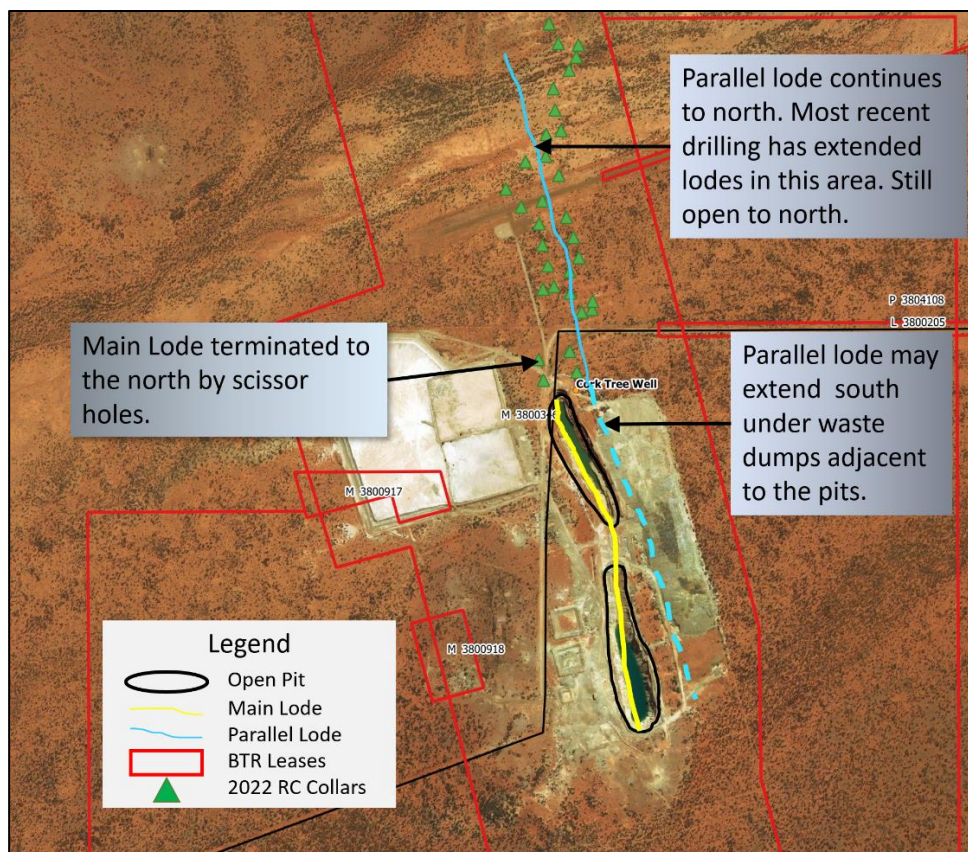 Parallel lode continues
to north. Most recent
drilling has extended
lodes in this area. Still
open to north.
P 3804108
L 3800205
Main Lode terminated to
the north by scissor
holes.
Cork Tree Well
Parallel lode may
extend south
under waste
dumps adjacent
to the pits.
M 3800346
M 3800917
M 3800918
Legend
Open Pit
Main Lode
Parallel Lode
BTR Leases
2022 RC Collars